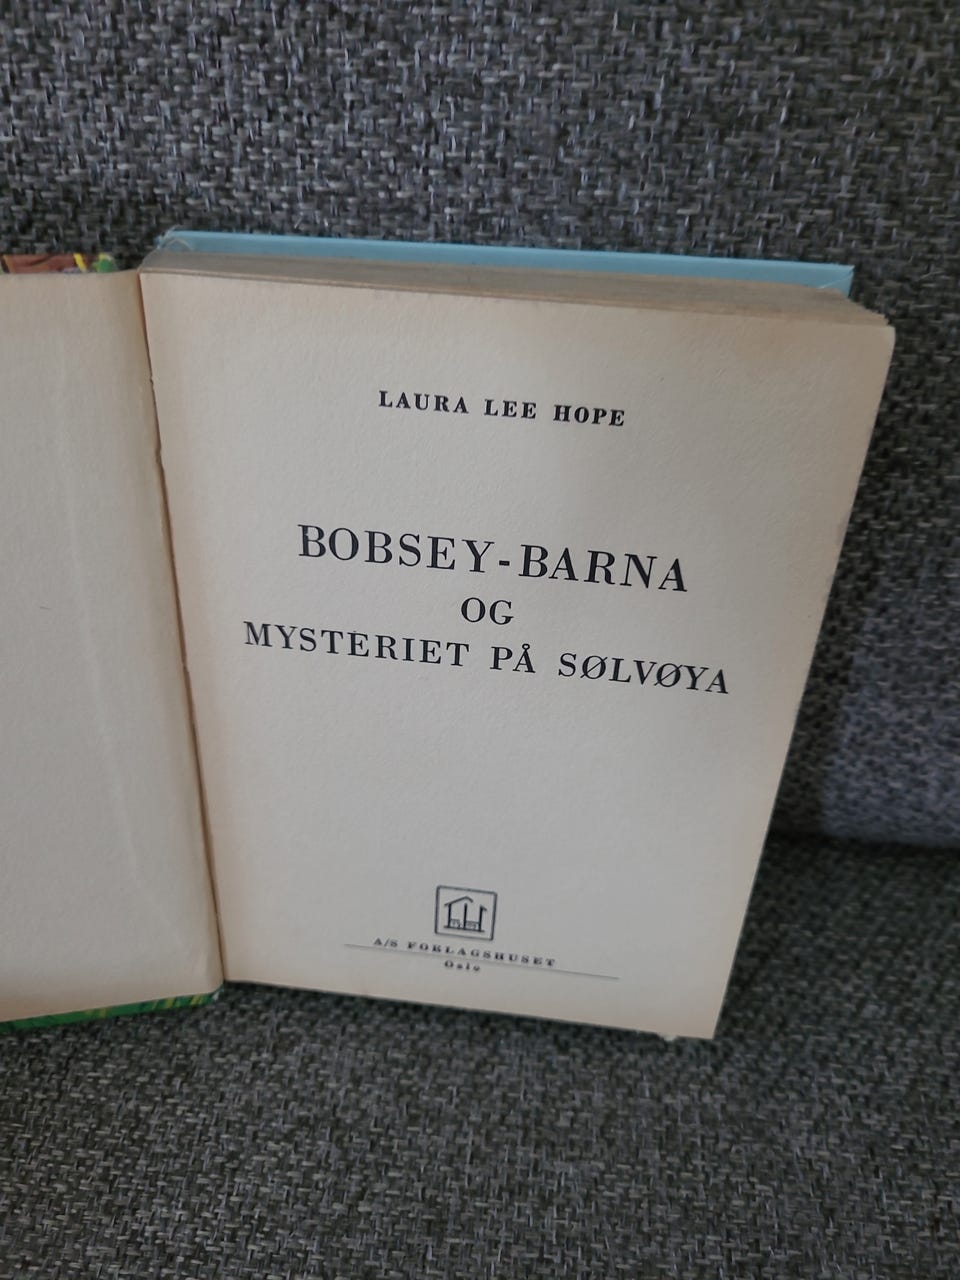 LAURA LEE HOPE
BOBSEY-BARNA
OG
MYSTERIET PÅ SØLVØYA
A/S FORLAGSHUSET
Oslo